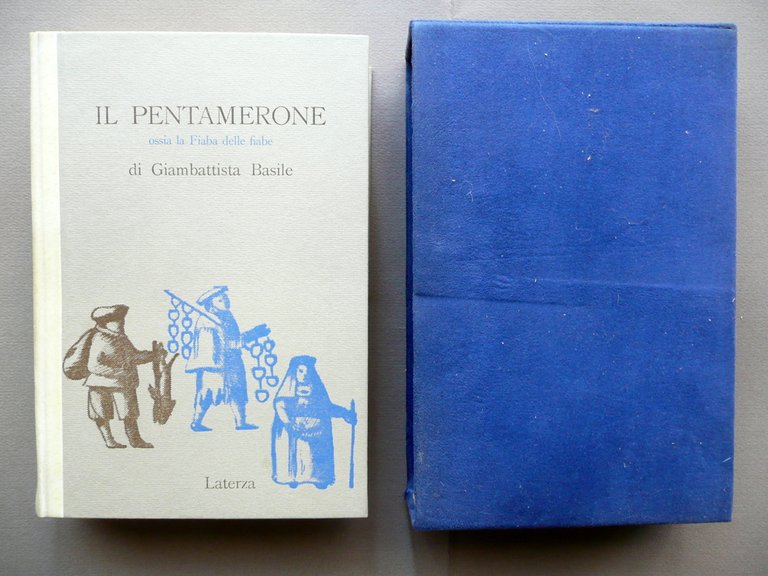 IL PENTAMERONE
ossia la Fiaba delle fiabe
di Giambattista Basile
Laterza